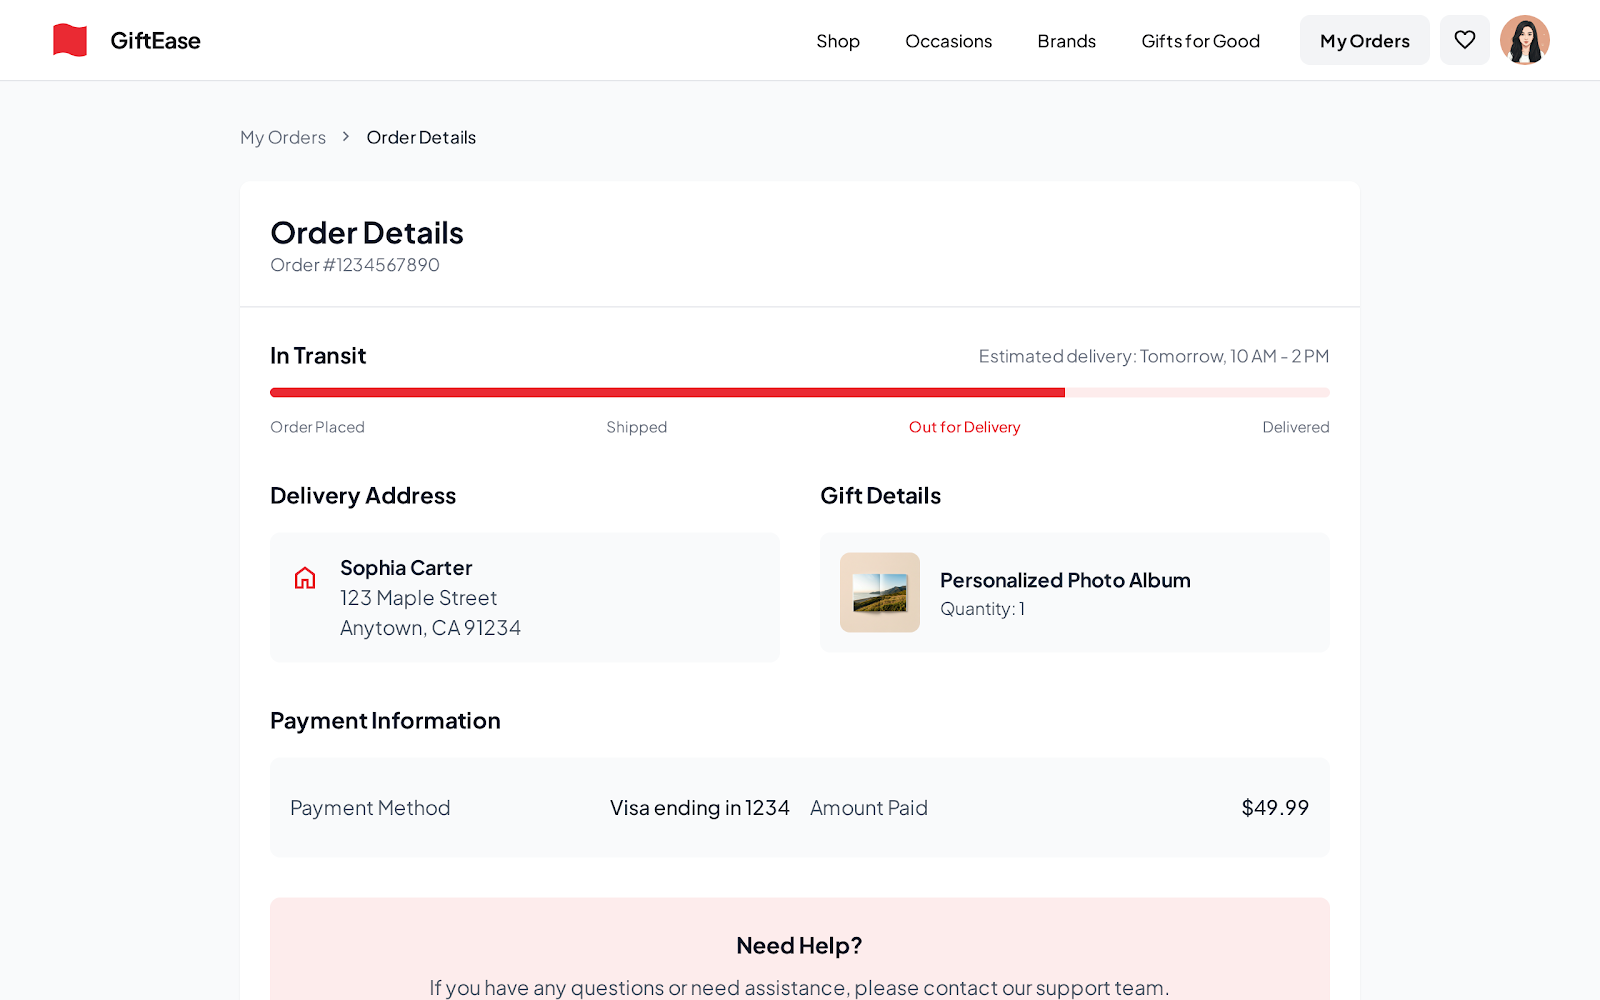 GiftEase
Shop
Occasions
Brands
Gifts for Good
My Orders
My Orders
Order Details
Order Details
Order #1234567890
In Transit
Estimated delivery: Tomorrow, 10 AM - 2 PM
Order Placed
Shipped
Out for Delivery
Delivered
Delivery Address
Sophia Carter
123 Maple Street
Anytown, CA 91234
Gift Details
Personalized Photo Album
Quantity: 1
Payment Information
Payment Method
Visa ending in 1234
Amount Paid
$49.99
Need Help?
If you have any questions or need assistance, please contact our support team.